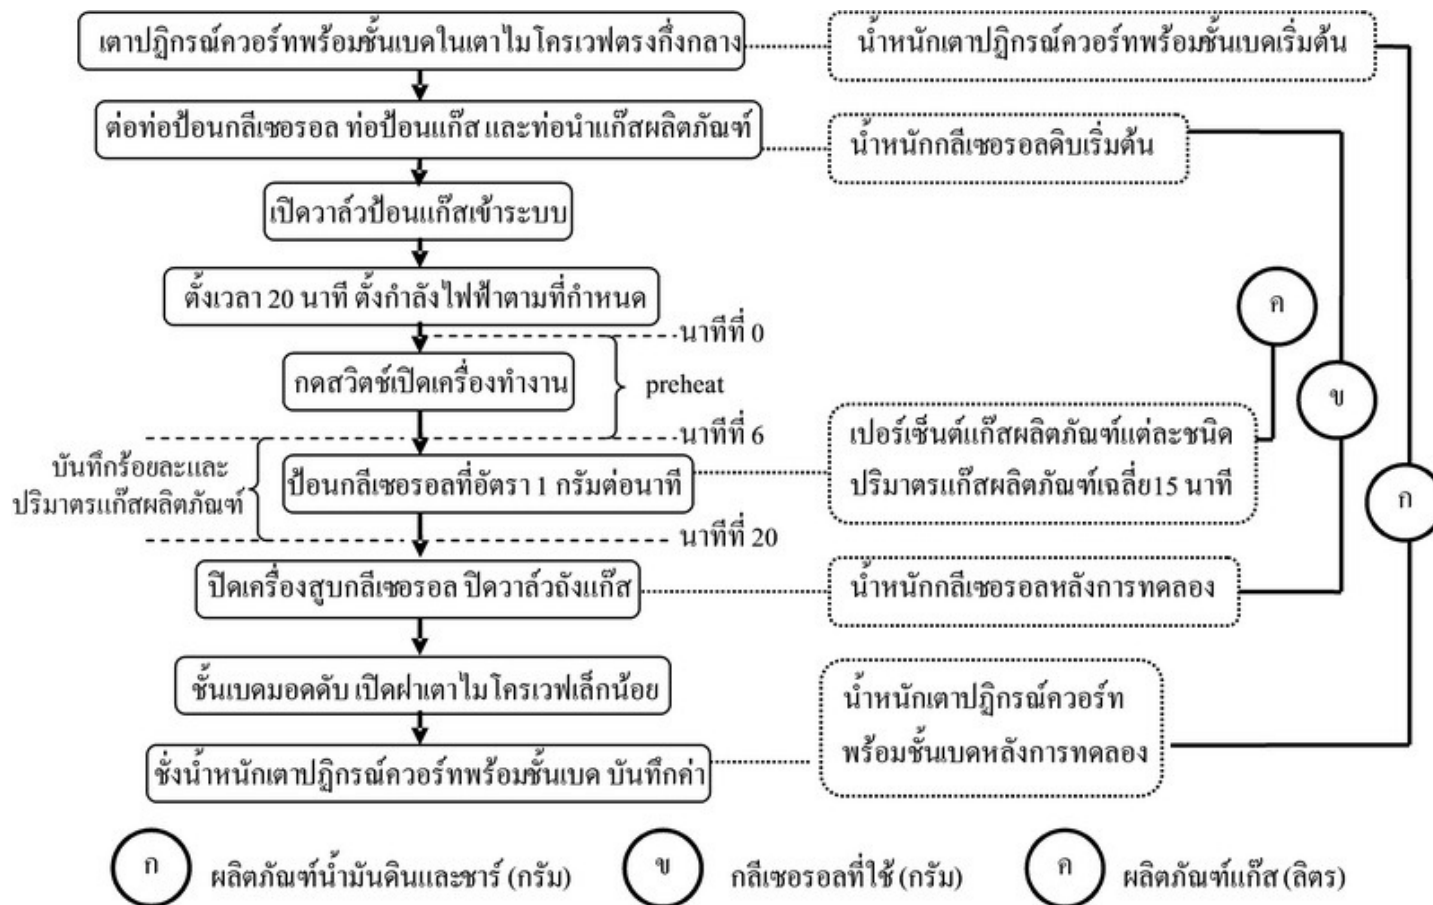 เตาปฏิกรณ์ควอร์ทพร้อมชั้นเบดในเตาไมโครเวฟตรงกึ่งกลาง
น้ำหนักเตาปฏิกรณ์ควอร์ทพร้อมชั้นเบดเริ่มต้น
ต่อท่อป้อนกลีเซอรอล ท่อป้อนแก๊ส และท่อนำแก๊สผลิตภัณฑ์
น้ำหนักกลีเซอรอลดิบเริ่มต้น
เปิดวาล์วป้อนแก๊สเข้าระบบ
ตั้งเวลา 20 นาที ตั้งกำลังไฟฟ้าตามที่กำหนด
ค
นาทีที่ 0
กดสวิตช์เปิดเครื่องทำงาน
preheat
ข
นาทีที่ 6
เปอร์เซ็นต์แก๊สผลิตภัณฑ์แต่ละชนิด
ปริมาตรแก๊สผลิตภัณฑ์เฉลี่ย15 นาที
บันทึกร้อยละและ
ปริมาตรแก๊สผลิตภัณฑ์
ป้อนกลีเซอรอลที่อัตรา 1 กรัมต่อนาที
ก
นาทีที่ 20
ปิดเครื่องสูบกลีเซอรอล ปิดวาล์วถังแก๊ส
น้ำหนักกลีเซอรอลหลังการทดลอง
ชั้นเบดมอดดับ เปิดฝาเตาไมโครเวฟเล็กน้อย
น้ำหนักเตาปฏิกรณ์ควอร์ท
พร้อมชั้นเบดหลังการทดลอง
ชั่งน้ำหนักเตาปฏิกรณ์ควอร์ทพร้อมชั้นเบด บันทึกค่า
ก ผลิตภัณฑ์น้ำมันดินและชาร์ (กรัม)
ข กลีเซอรอลที่ใช้ (กรัม)
ค ผลิตภัณฑ์แก๊ส (ลิตร)